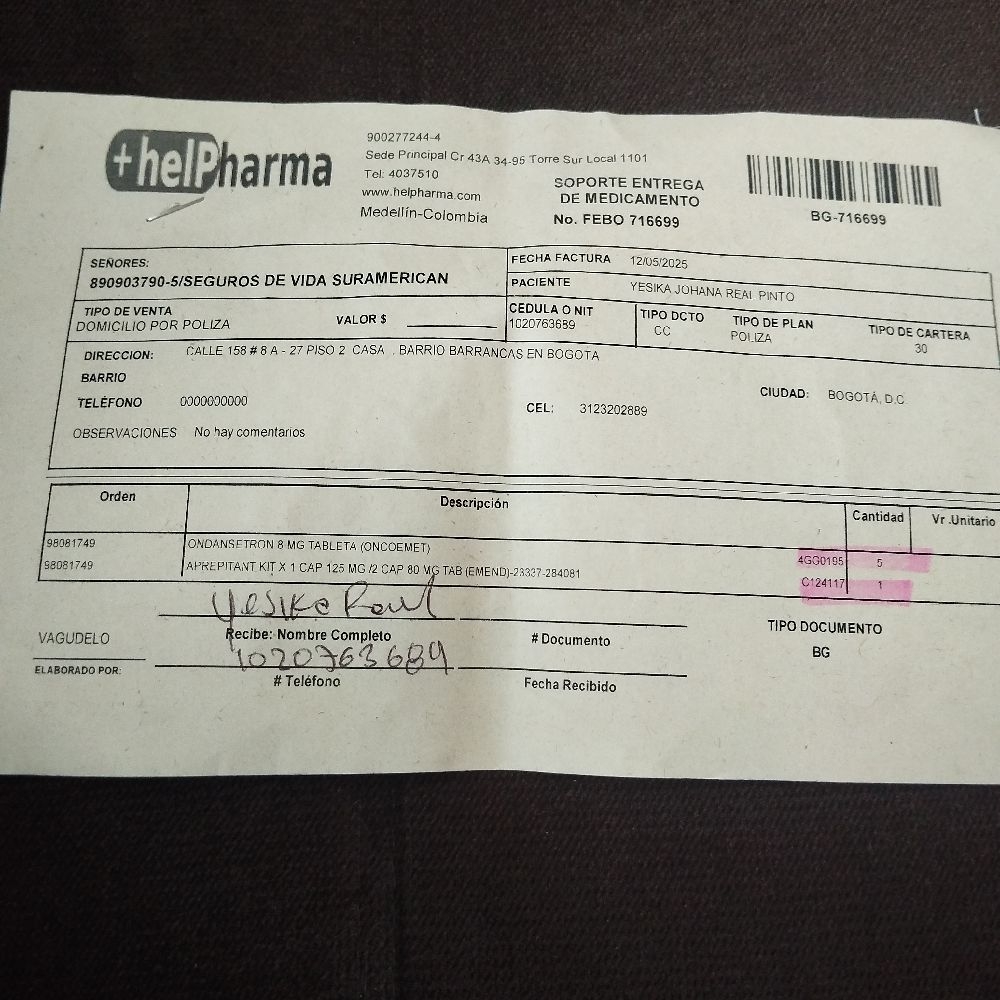 +helPharma
900277244-4
Sede Principal Cr 43A 34-95 Torre Sur Local 1101
Tel: 4037510
www.helpharma.com
Medellín-Colombia
SOPORTE ENTREGA
DE MEDICAMENTO
No. FEBO 716699
BG-716699
SEÑORES:
890903790-5/SEGUROS DE VIDA SURAMERICAN
FECHA FACTURA 12/05/2025
PACIENTE YESIKA JOHANA REAL PINTO
TIPO DE VENTA
DOMICILIO POR POLIZA
VALOR $
CEDULA O NIT
1020763689
TIPO DCTO
CC
TIPO DE PLAN
POLIZA
TIPO DE CARTERA
30
DIRECCION: CALLE 158 # 8 A - 27 PISO 2 CASA . BARRIO BARRANCAS EN BOGOTA
BARRIO
CIUDAD: BOGOTÁ, D.C.
TELÉFONO 0000000000
CEL: 3123202889
OBSERVACIONES No hay comentarios
Orden Descripción Cantidad Vr .Unitario
98081749 ONDANSETRON 8 MG TABLETA (ONCOEMET) 4GG0195 5
98081749 APREPITANT KIT X 1 CAP 125 MG /2 CAP 80 MG TAB (EMEND)-23337-284081 C124117 1
Yesika Real
VAGUDELO
Recibe: Nombre Completo
# Documento
TIPO DOCUMENTO
BG
1020763689
ELABORADO POR:
# Teléfono
Fecha Recibido